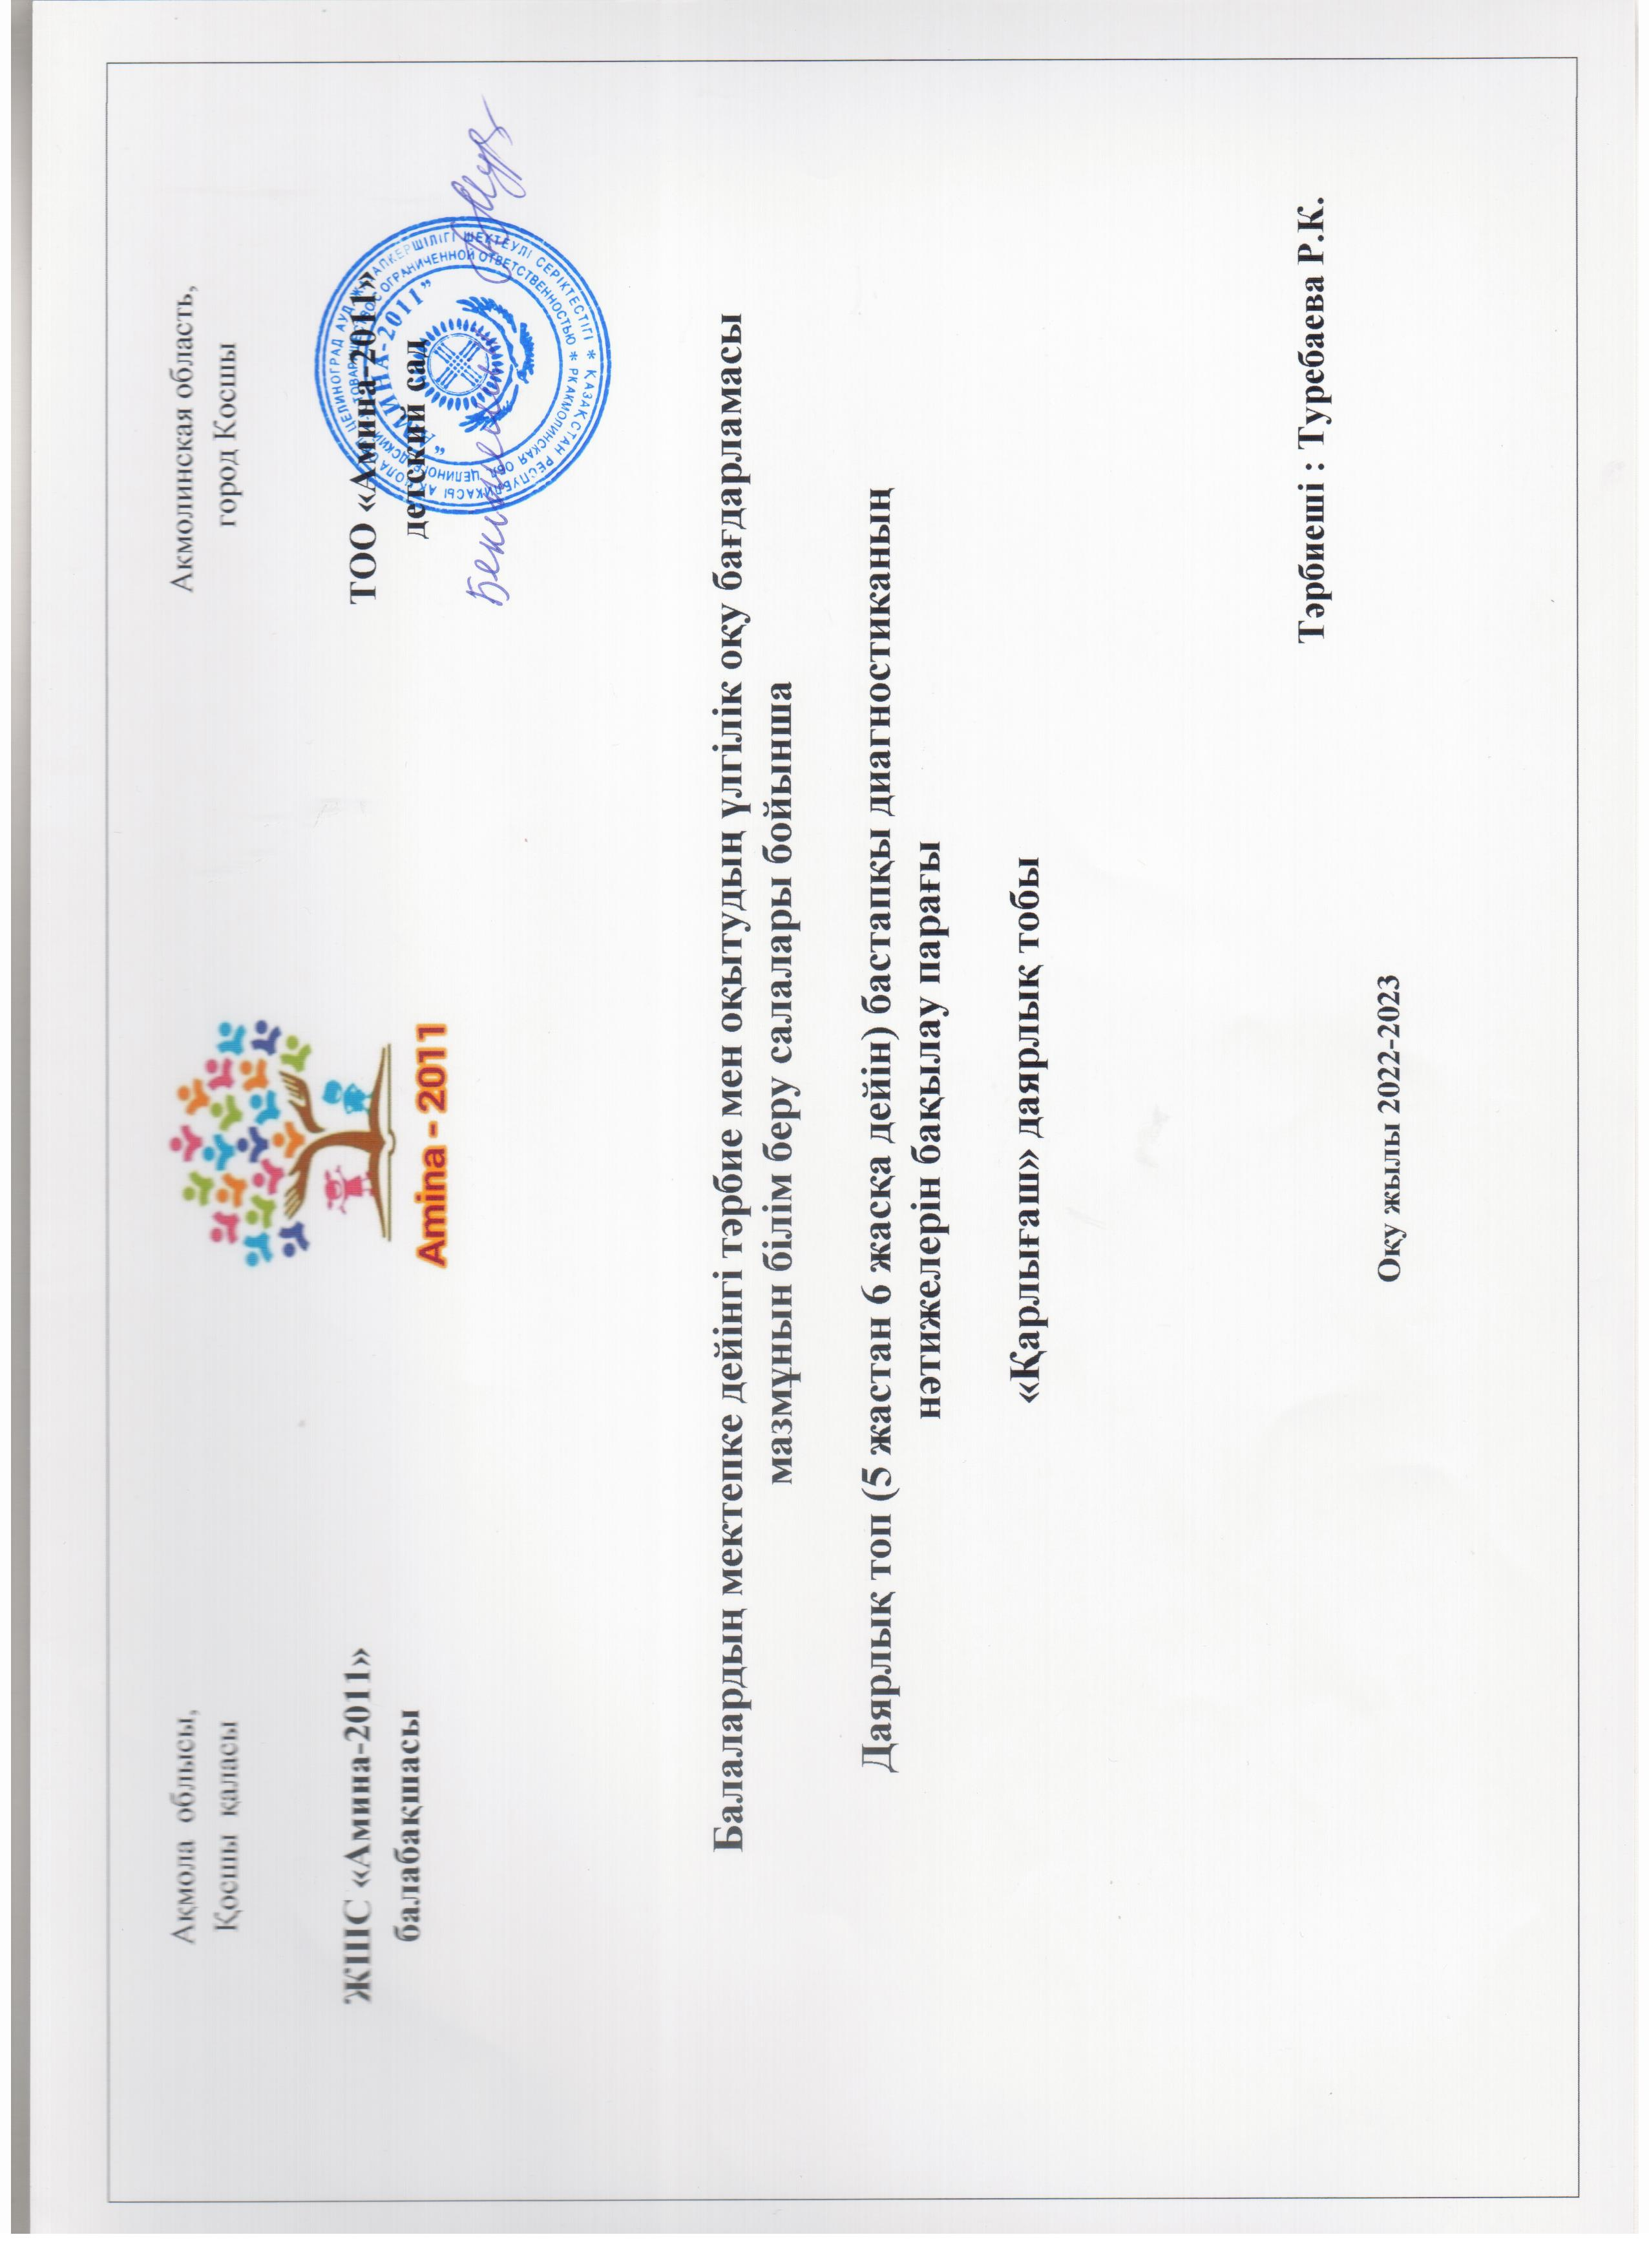 Ақмола облысы,
Қосшы қаласы
ЖШС «Амина-2011»
балабақшасы
Amina - 2011
Акмолинская область,
город Косшы
ТОО «Амина-2011»
детский сад
"АМИНА-2011"
Балалардың мектепке дейінгі тәрбие мен оқытудың үлгілік оқу бағдарламасы
мазмұнын білім беру салалары бойынша
Даярлық топ (5 жастан 6 жасқа дейін) бастапқы диагностиканың
нәтижелерін бақылау парағы
«Қарлығаш» даярлық тобы
Тәрбиеші : Туребаева Р.К.
Оқу жылы 2022-2023